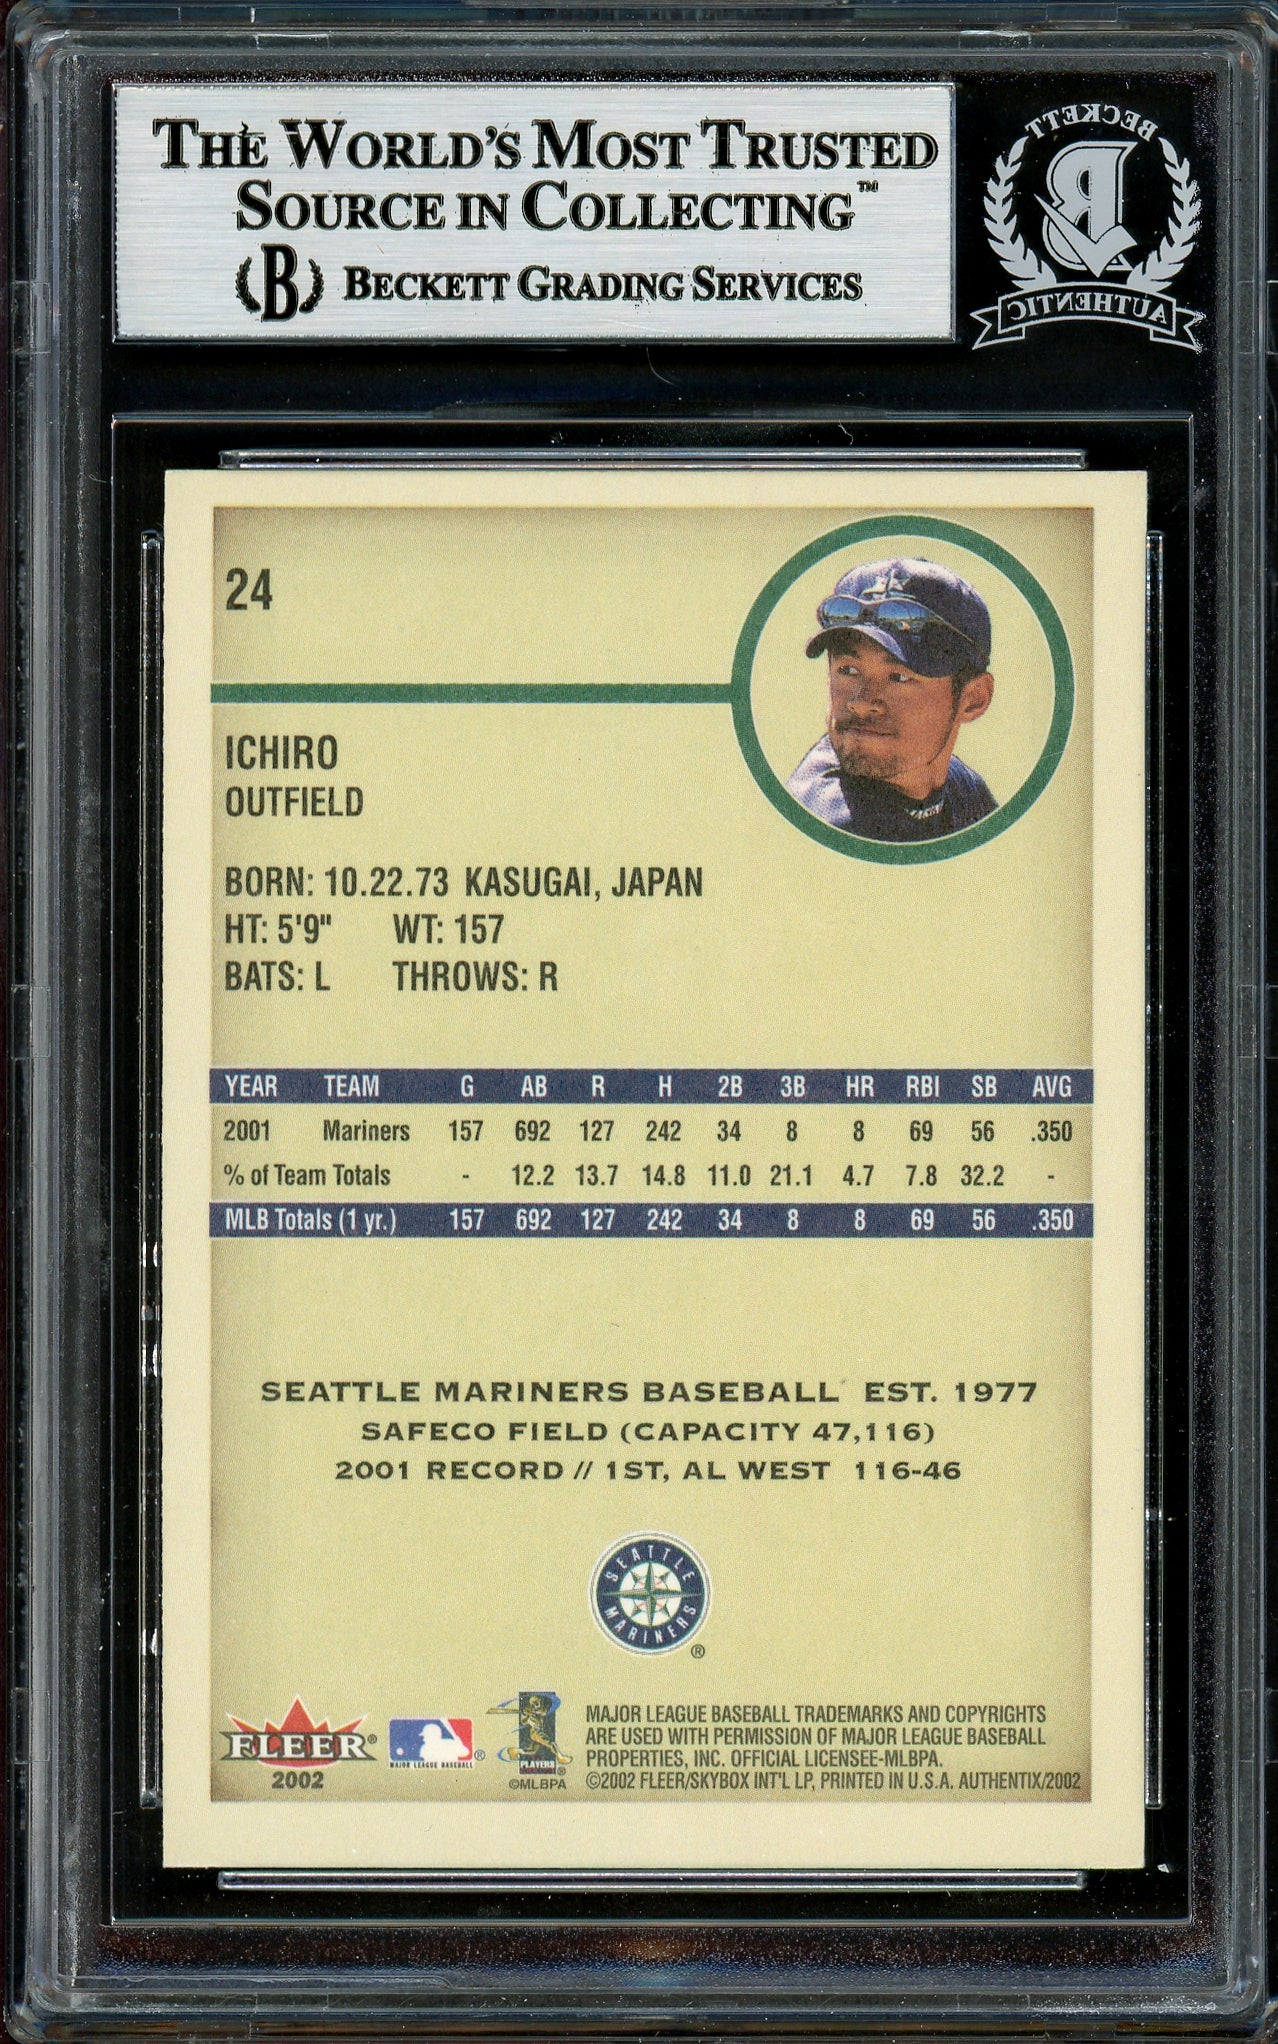 THE WORLD'S MOST TRUSTED
SOURCE IN COLLECTING™
B BECKETT GRADING SERVICES
BECKETT
B
AUTHENTIC
24
ICHIRO
OUTFIELD
BORN: 10.22.73 KASUGAI, JAPAN
HT: 5'9" WT: 157
BATS: L THROWS: R
YEAR TEAM G AB R H 2B 3B HR RBI SB AVG
2001 Mariners 157 692 127 242 34 8 8 69 56 .350
% of Team Totals - 12.2 13.7 14.8 11.0 21.1 4.7 7.8 32.2 -
MLB Totals (1 yr.) 157 692 127 242 34 8 8 69 56 .350
SEATTLE MARINERS BASEBALL EST. 1977
SAFECO FIELD (CAPACITY 47,116)
2001 RECORD // 1ST, AL WEST 116-46
SEATTLE
MARINERS
®
FLEER®
2002
MAJOR LEAGUE BASEBALL
®
PLAYERS
®
©MLBPA
MAJOR LEAGUE BASEBALL TRADEMARKS AND COPYRIGHTS
ARE USED WITH PERMISSION OF MAJOR LEAGUE BASEBALL
PROPERTIES, INC. OFFICIAL LICENSEE-MLBPA.
©2002 FLEER/SKYBOX INT'L LP, PRINTED IN U.S.A. AUTHENTIX/2002